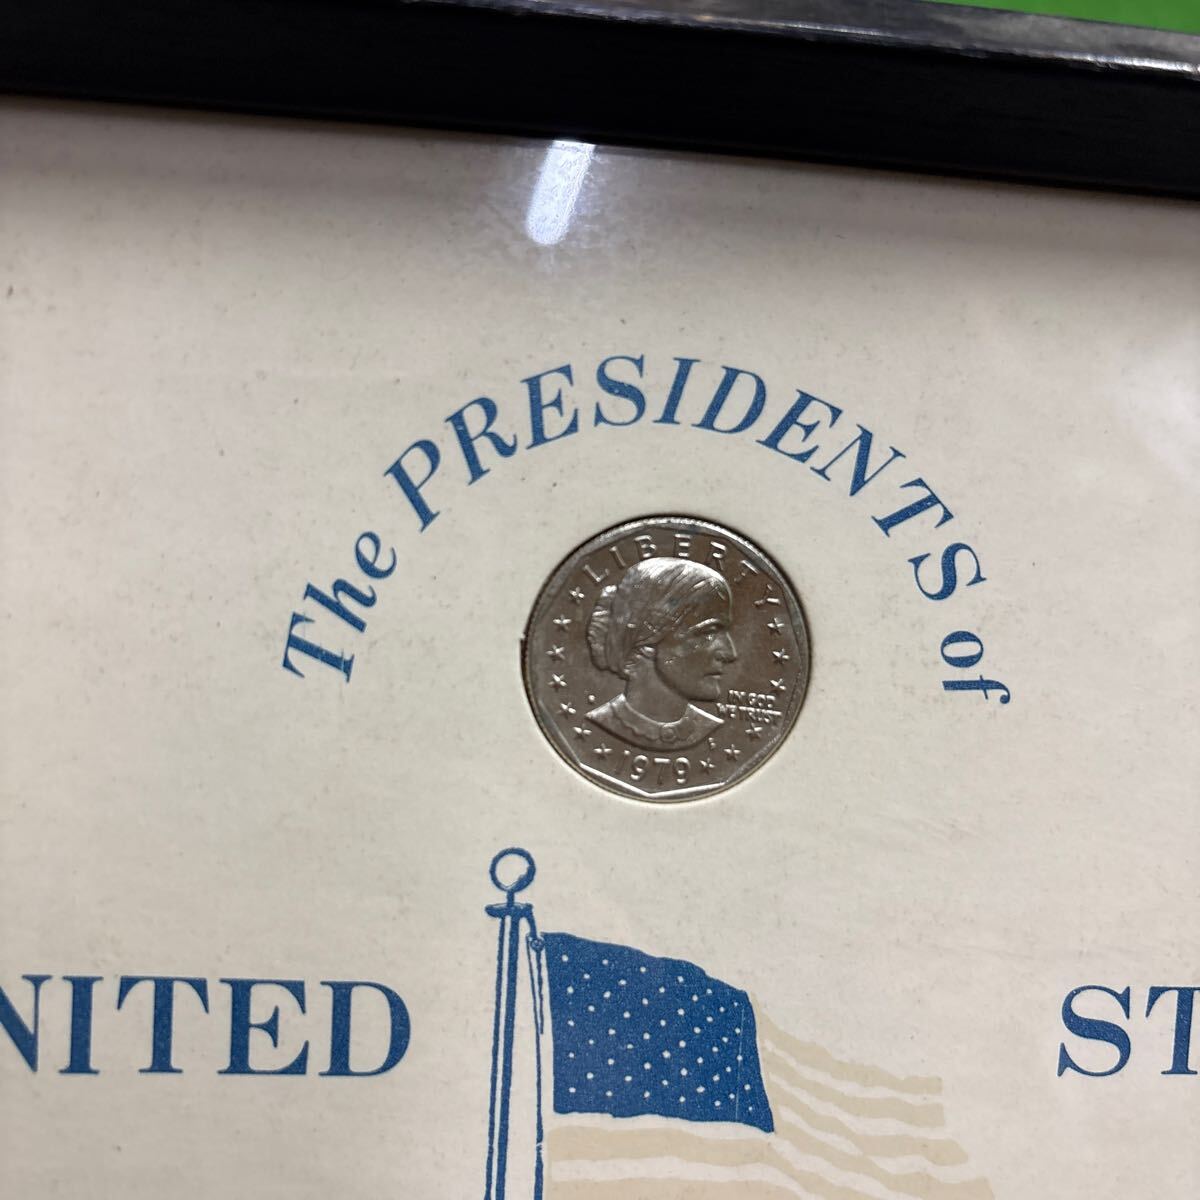 The PRESIDENTS of
LIBERTY
IN GOD
WE TRUST
P
1979
NITED ST